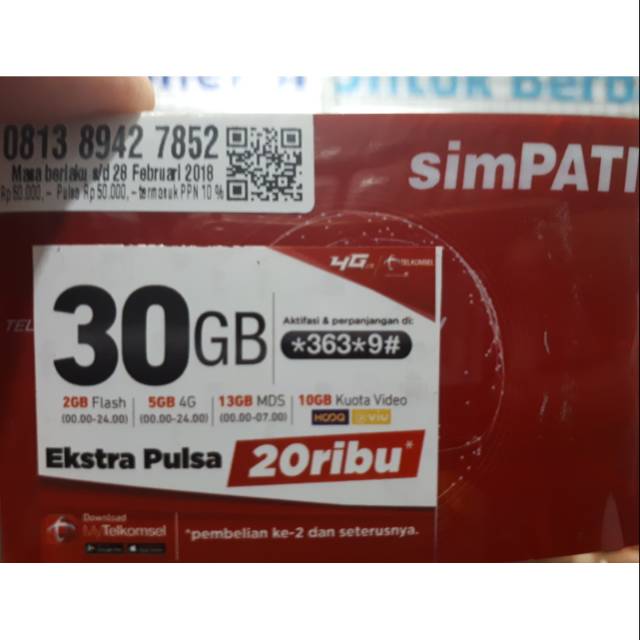 0813 8942 7852
Masa berlaku s/d 28 Februari 2018
Rp 60.000,- Pulsa Rp 50.000,- termasuk PPN 10 %
simPATI
4G
TELKOMSEL
30GB
Aktifasi & perpanjangan di:
*363*9#
2GB Flash
(00.00-24.00)
5GB 4G
(00.00-24.00)
13GB MDS
(00.00-07.00)
10GB Kuota Video
HOOQ viu
Ekstra Pulsa 20ribu*
Download
MyTelkomsel
*pembelian ke-2 dan seterusnya.